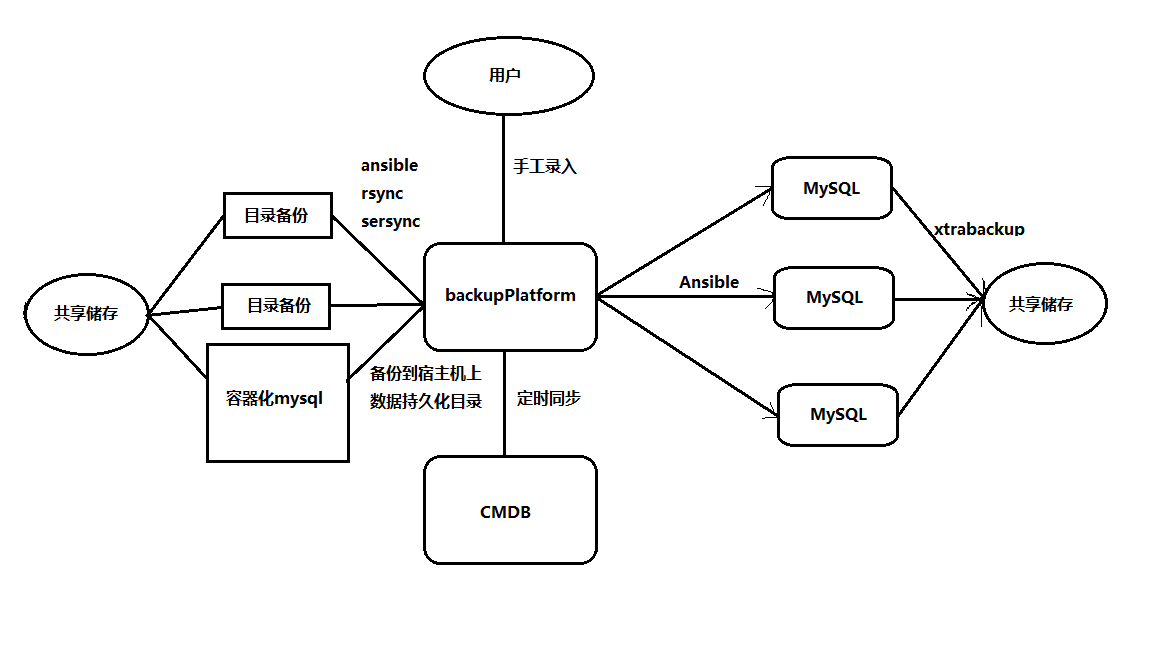 用户
手工录入
ansible
rsync
sersync
目录备份
目录备份
共享储存
容器化mysql
备份到宿主机上
数据持久化目录
backupPlatform
定时同步
CMDB
Ansible
MySQL
MySQL
MySQL
xtrabackup
共享储存